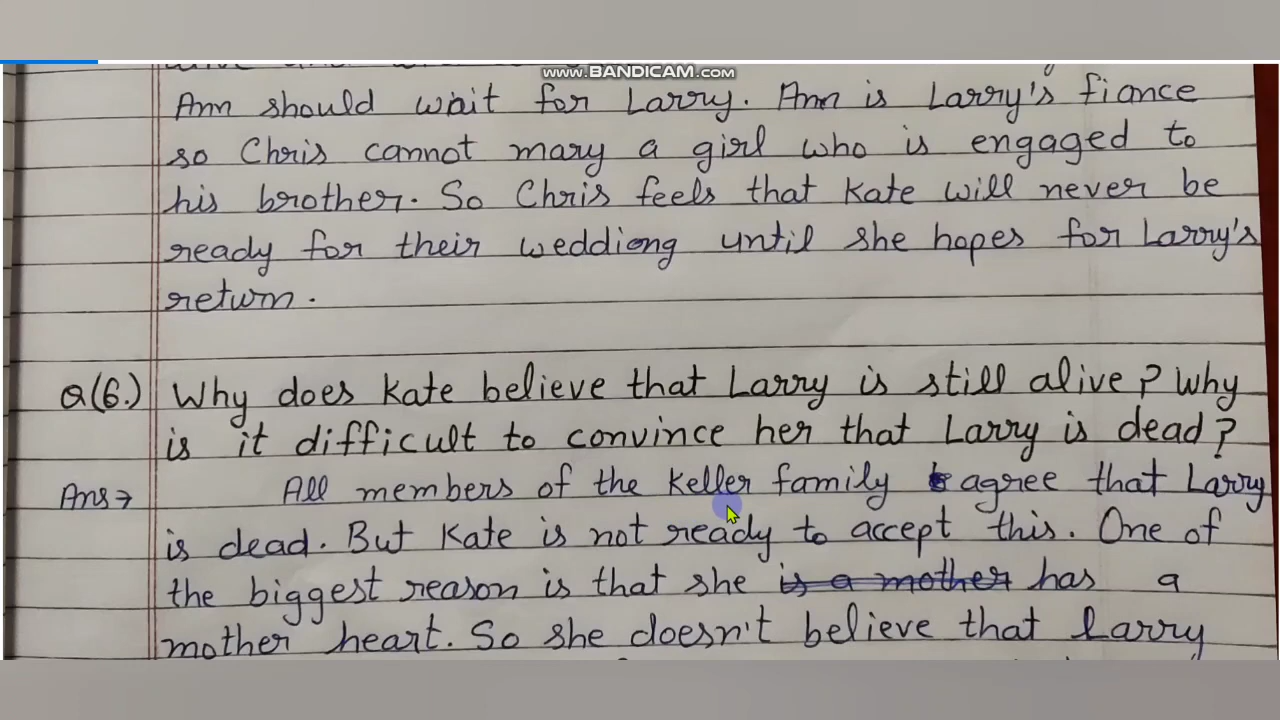 www.BANDICAM.com
Ann should wait for Larry. Ann is Larry's fiance
so Chris cannot mary a girl who is engaged to
his brother. So Chris feels that Kate will never be
ready for their weddiong until she hopes for Larry's
return.
Q(6.) Why does Kate believe that Larry is still alive? Why
is it difficult to convince her that Larry is dead?
Ans→ All members of the Keller family agree that Larry
is dead. But Kate is not ready to accept this. One of
the biggest reason is that she is a mother has a
mother heart. So she doesn't believe that Larry